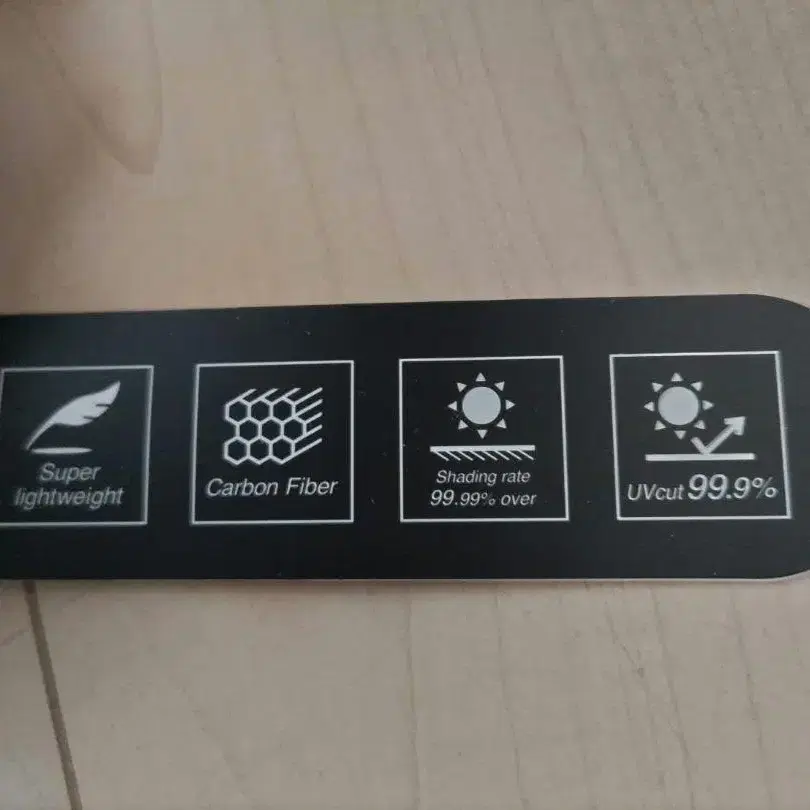 Super
lightweight
Carbon Fiber
Shading rate
99.99% over
UVcut 99.9%